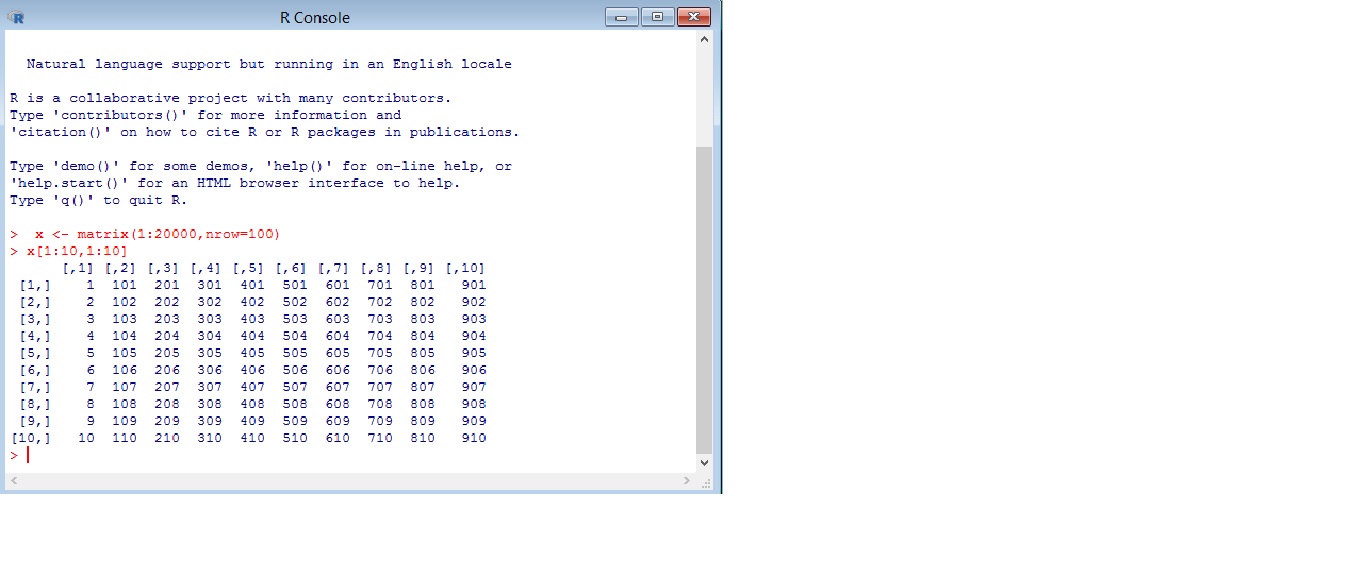 R Console
Natural language support but running in an English locale
R is a collaborative project with many contributors.
Type 'contributors()' for more information and
'citation()' on how to cite R or R packages in publications.
Type 'demo()' for some demos, 'help()' for on-line help, or
'help.start()' for an HTML browser interface to help.
Type 'q()' to quit R.
>  x <- matrix(1:20000,nrow=100)
> x[1:10,1:10]
      [,1] [,2] [,3] [,4] [,5] [,6] [,7] [,8] [,9] [,10]
 [1,]    1  101  201  301  401  501  601  701  801   901
 [2,]    2  102  202  302  402  502  602  702  802   902
 [3,]    3  103  203  303  403  503  603  703  803   903
 [4,]    4  104  204  304  404  504  604  704  804   904
 [5,]    5  105  205  305  405  505  605  705  805   905
 [6,]    6  106  206  306  406  506  606  706  806   906
 [7,]    7  107  207  307  407  507  607  707  807   907
 [8,]    8  108  208  308  408  508  608  708  808   908
 [9,]    9  109  209  309  409  509  609  709  809   909
[10,]   10  110  210  310  410  510  610  710  810   910
>